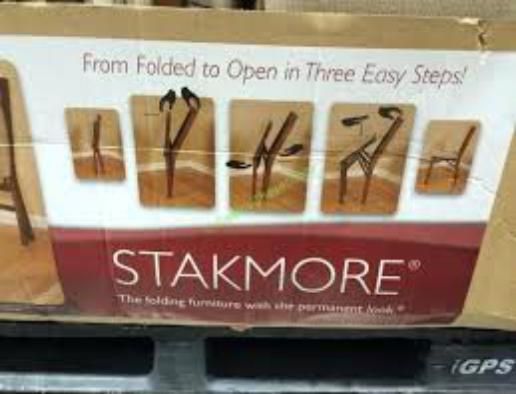 From Folded to Open in Three Easy Steps!
STAKMORE®
The folding furniture with the permanent look.®
iGPS